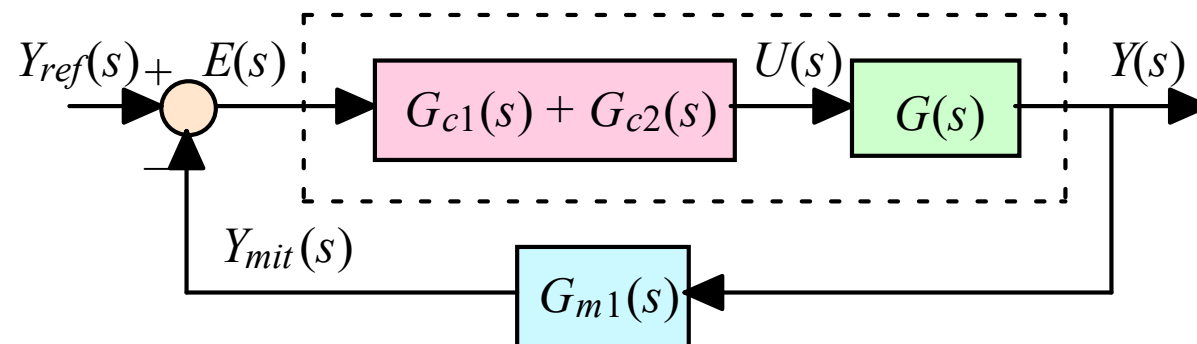 Y_ref(s) + E(s) U(s) Y(s)
G_c1(s) + G_c2(s) G(s)
−
Y_mit(s)
G_m1(s)